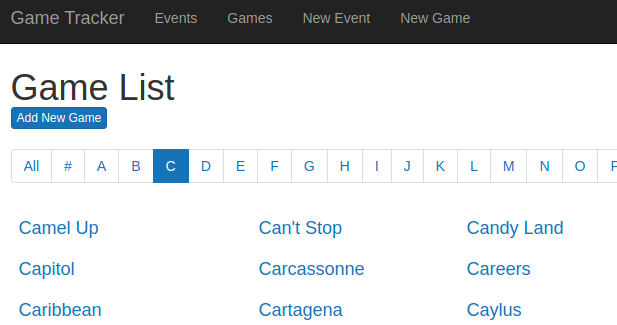 Game Tracker Events Games New Event New Game
Game List
Add New Game
All # A B C D E F G H I J K L M N O
Camel Up Can't Stop Candy Land
Capitol Carcassonne Careers
Caribbean Cartagena Caylus